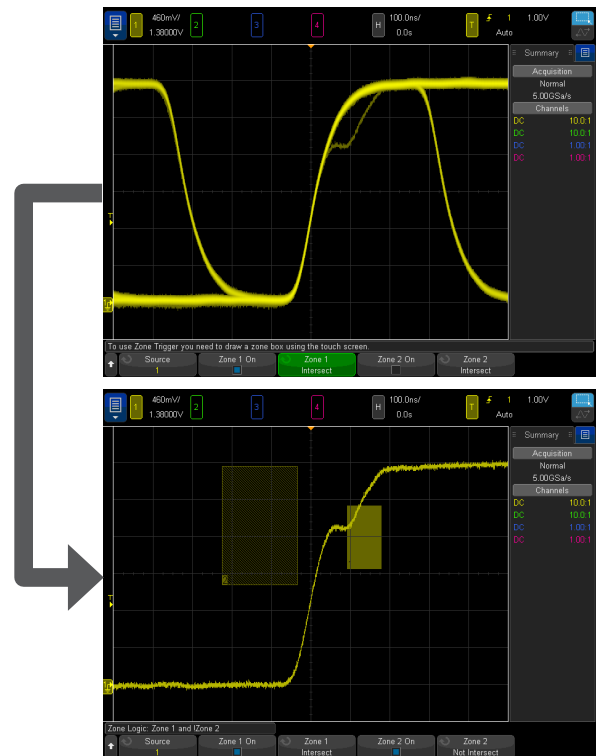 460mV/
1
1.38000V
2
3
4
H
100.0ns/
0.0s
T
1
1.00V
Auto
Summary
Acquisition
Normal
5.00GSa/s
Channels
DC 10.0:1
DC 10.0:1
DC 1.00:1
DC 1.00:1
T
To use Zone Trigger you need to draw a zone box using the touch screen.
Source
1
Zone 1 On
Zone 1
Intersect
Zone 2 On
Zone 2
Intersect
460mV/
1
1.38000V
2
3
4
H
100.0ns/
0.0s
T
1
1.00V
Auto
Summary
Acquisition
Normal
5.00GSa/s
Channels
DC 10.0:1
DC 10.0:1
DC 1.00:1
DC 1.00:1
T
Zone Logic: Zone 1 and !Zone 2
Source
1
Zone 1 On
Zone 1
Intersect
Zone 2 On
Zone 2
Not Intersect